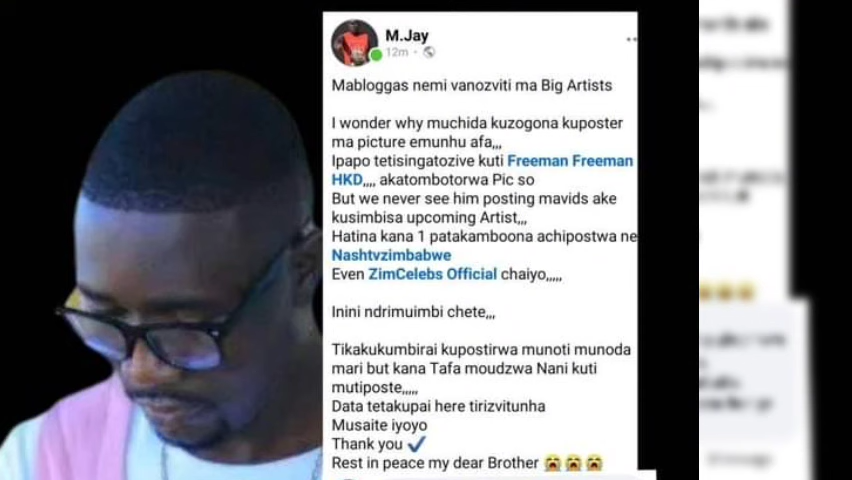 M.Jay
12m
Mabloggas nemi vanozviti ma Big Artists
I wonder why muchida kuzogona kuposter
ma picture emunhu afa,,,
Ipapo tetisingatozive kuti Freeman Freeman
HKD,,,, akatombotorwa Pic so
But we never see him posting mavids ake
kusimbisa upcoming Artist,,,
Hatina kana 1 patakamboona achipostwa ne
Nashtvzimbabwe
Even ZimCelebs Official chaiyo,,,,,
Inini ndrimuimbi chete,,,
Tikakukumbirai kupostirwa munoti munoda
mari but kana Tafa moudzwa Nani kuti
mutiposte,,,,,
Data tetakupai here tirizvitunha
Musaite iyoyo
Thank you ✔
Rest in peace my dear Brother 😭😭😭